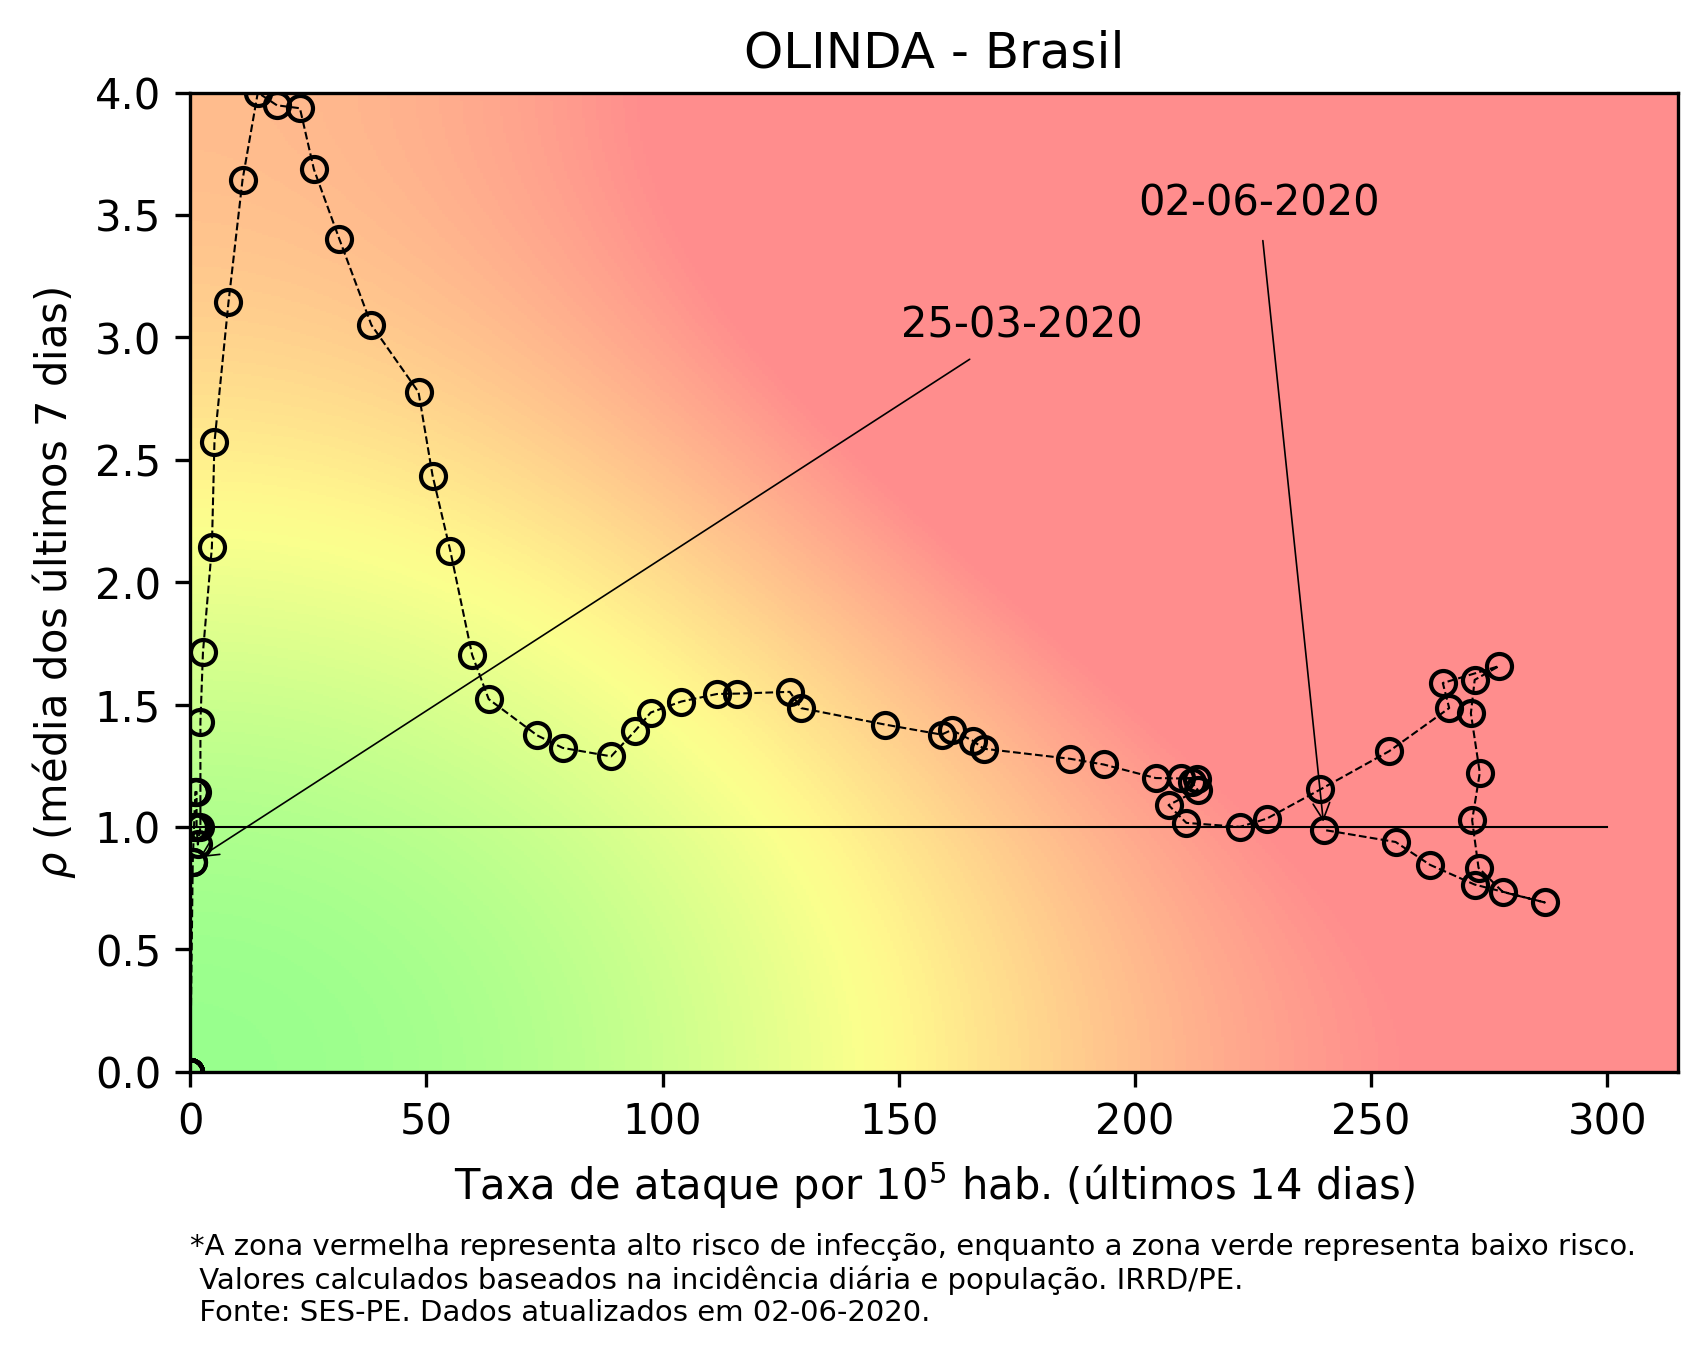 OLINDA - Brasil
4.0
3.5
3.0
2.5
2.0
1.5
1.0
0.5
0.0
ρ (média dos últimos 7 dias)
02-06-2020
25-03-2020
0 50 100 150 200 250 300
Taxa de ataque por 10⁵ hab. (últimos 14 dias)
*A zona vermelha representa alto risco de infecção, enquanto a zona verde representa baixo risco.
Valores calculados baseados na incidência diária e população. IRRD/PE.
Fonte: SES-PE. Dados atualizados em 02-06-2020.